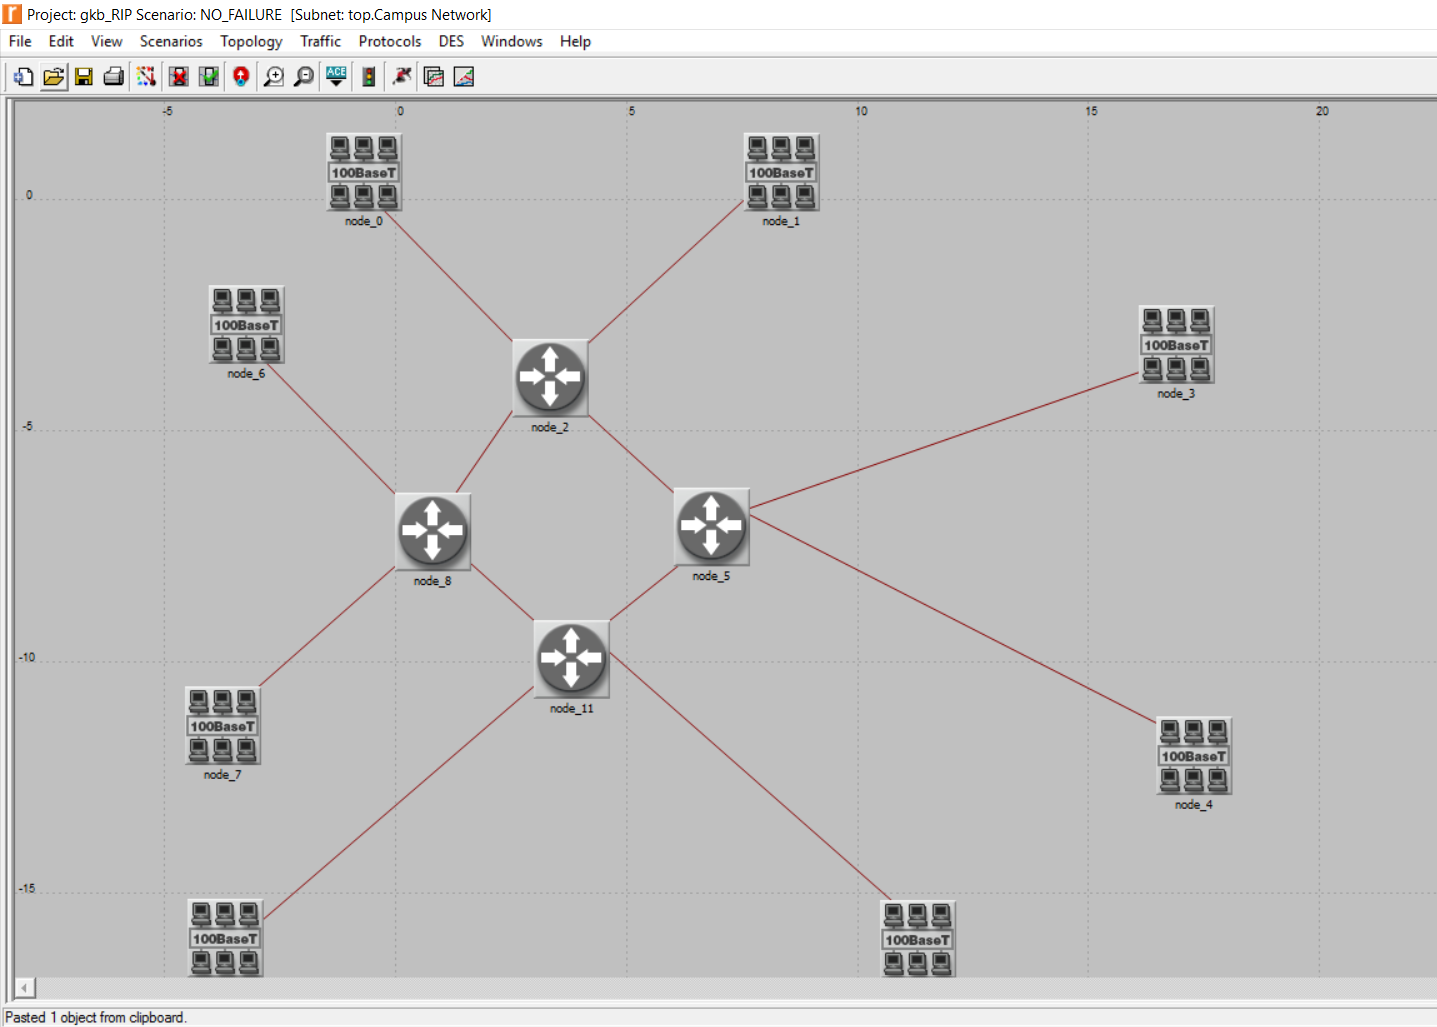 Project: gkb_RIP Scenario: NO_FAILURE [Subnet: top.Campus Network]
File Edit View Scenarios Topology Traffic Protocols DES Windows Help
ACE
-5 0 5 10 15 20
100BaseT
node_0
100BaseT
node_1
0
100BaseT
node_6
100BaseT
node_3
node_2
-5
node_8
node_5
-10
node_11
100BaseT
node_7
100BaseT
node_4
-15
100BaseT
100BaseT
Pasted 1 object from clipboard.